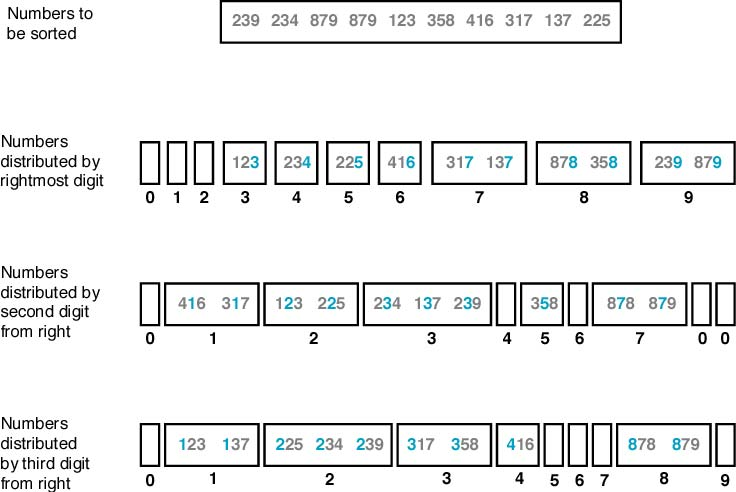 Numbers to
be sorted
239 234 879 879 123 358 416 317 137 225
Numbers
distributed by
rightmost digit
123 234 225 416 317 137 878 358 239 879
0 1 2 3 4 5 6 7 8 9
Numbers
distributed by
second digit
from right
416 317 123 225 234 137 239 358 878 879
0 1 2 3 4 5 6 7 0 0
Numbers
distributed
by third digit
from right
123 137 225 234 239 317 358 416 878 879
0 1 2 3 4 5 6 7 8 9